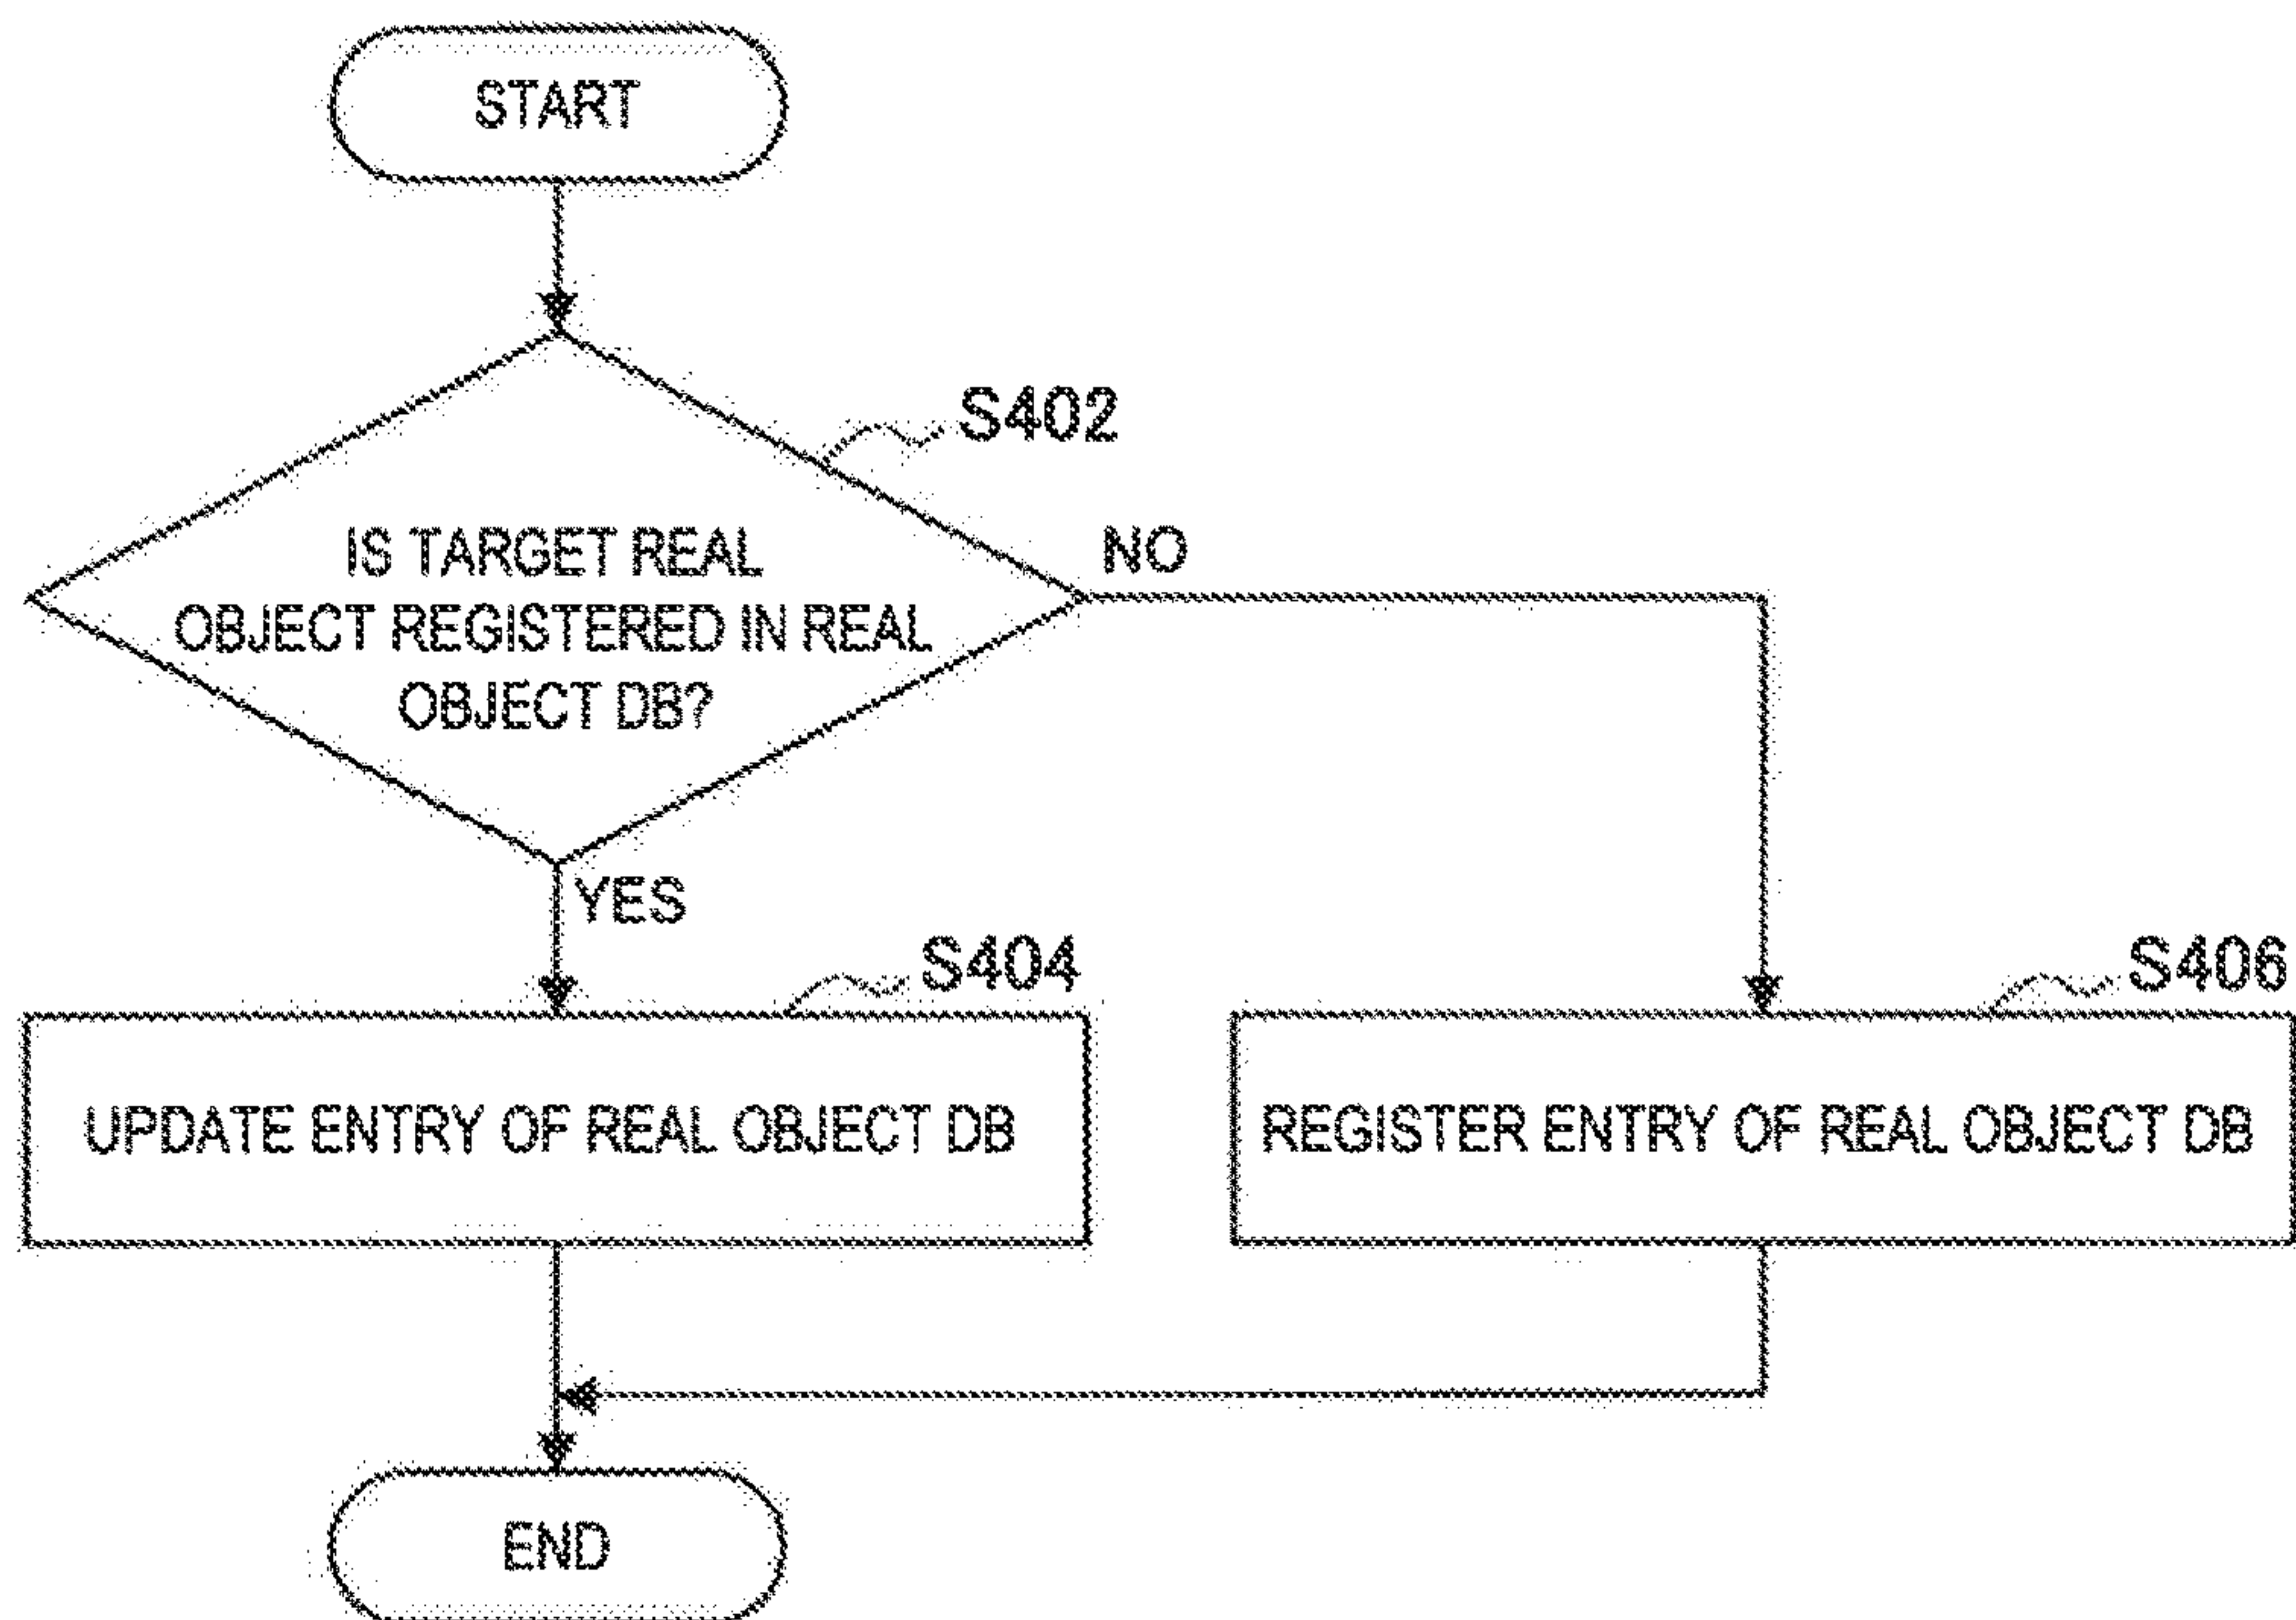 START
S402
IS TARGET REAL
OBJECT REGISTERED IN REAL
OBJECT DB?
NO
YES
S404
UPDATE ENTRY OF REAL OBJECT DB
S406
REGISTER ENTRY OF REAL OBJECT DB
END